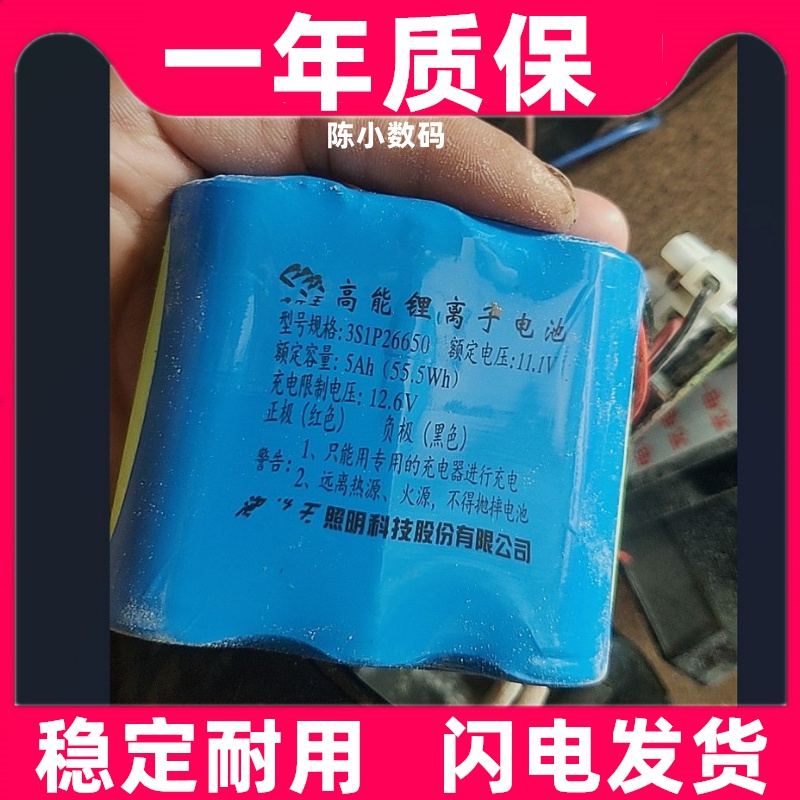 一年质保
陈小数码
高能锂离子电池
型号规格:3S1P26650 额定电压:11.1V
额定容量:5Ah(55.5Wh)
充电限制电压:12.6V
正极(红色) 负极(黑色)
警告:1、只能用专用的充电器进行充电
2、远离热源、火源,不得抛摔电池
照明科技股份有限公司
稳定耐用 闪电发货